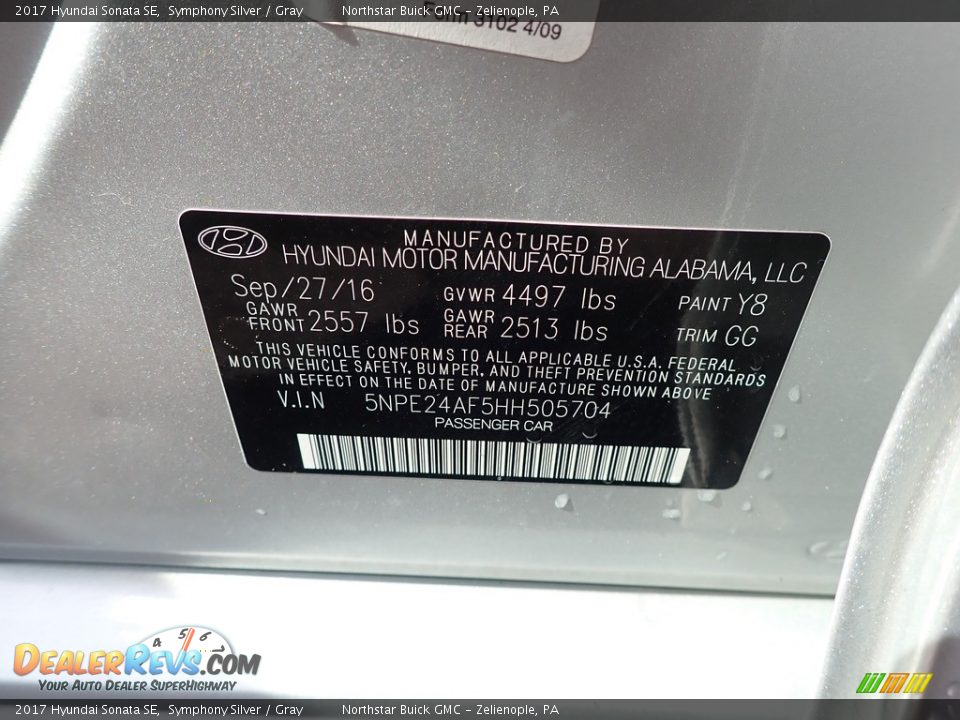 2017 Hyundai Sonata SE, Symphony Silver / Gray Northstar Buick GMC - Zelienople, PA
Form 3102 4/09
MANUFACTURED BY
HYUNDAI MOTOR MANUFACTURING ALABAMA, LLC
Sep/27/16 GVWR 4497 lbs PAINT Y8
GAWR FRONT 2557 lbs GAWR REAR 2513 lbs TRIM GG
THIS VEHICLE CONFORMS TO ALL APPLICABLE U.S.A. FEDERAL
MOTOR VEHICLE SAFETY, BUMPER, AND THEFT PREVENTION STANDARDS
IN EFFECT ON THE DATE OF MANUFACTURE SHOWN ABOVE
V.I.N 5NPE24AF5HH505704
PASSENGER CAR
4 5 6
DEALERREVS.COM
YOUR AUTO DEALER SUPERHIGHWAY
2017 Hyundai Sonata SE, Symphony Silver / Gray Northstar Buick GMC - Zelienople, PA